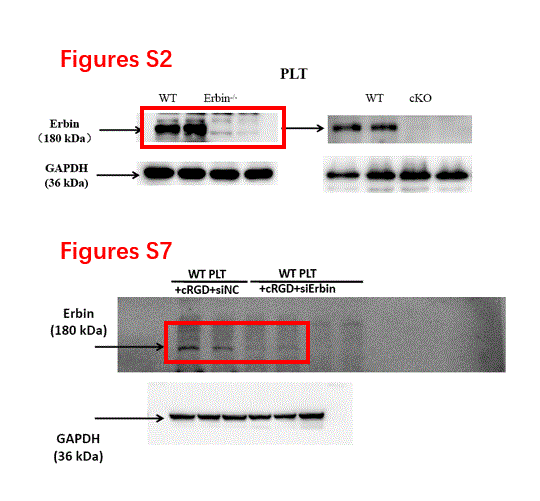 Figures S2
PLT
WT Erbin-/- WT cKO
Erbin
（180 kDa）
GAPDH
(36 kDa)
Figures S7
WT PLT WT PLT
+cRGD+siNC +cRGD+siErbin
Erbin
(180 kDa)
GAPDH
(36 kDa)